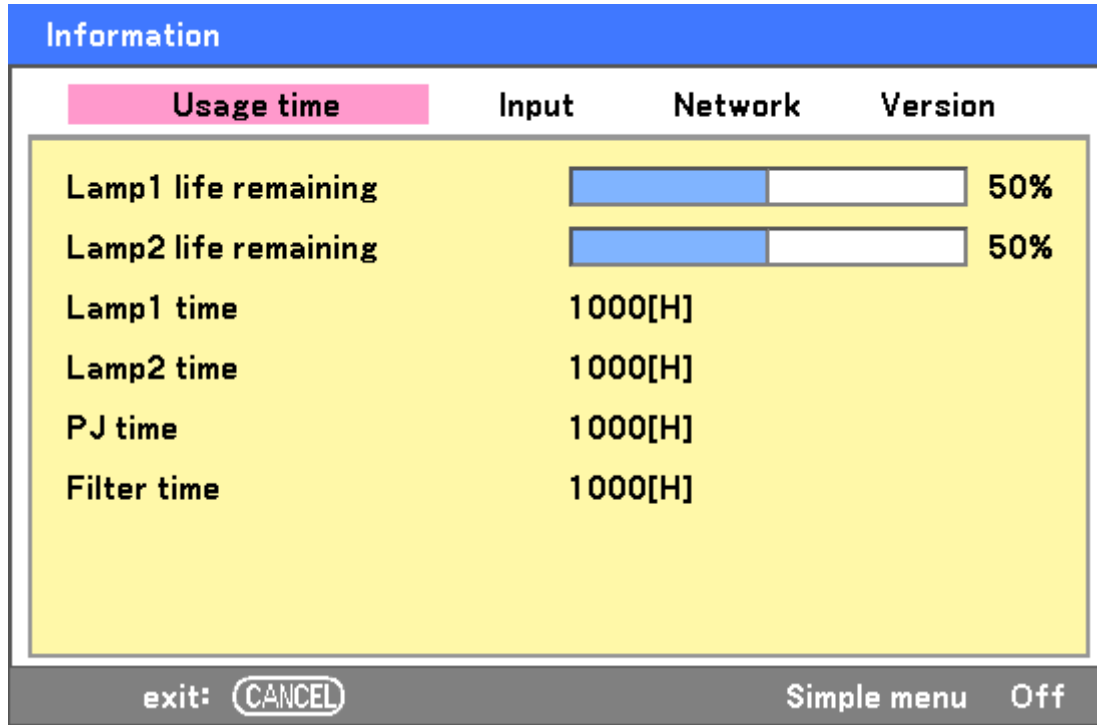 Information
Usage time Input Network Version
Lamp1 life remaining 50%
Lamp2 life remaining 50%
Lamp1 time 1000[H]
Lamp2 time 1000[H]
PJ time 1000[H]
Filter time 1000[H]
exit: CANCEL Simple menu Off